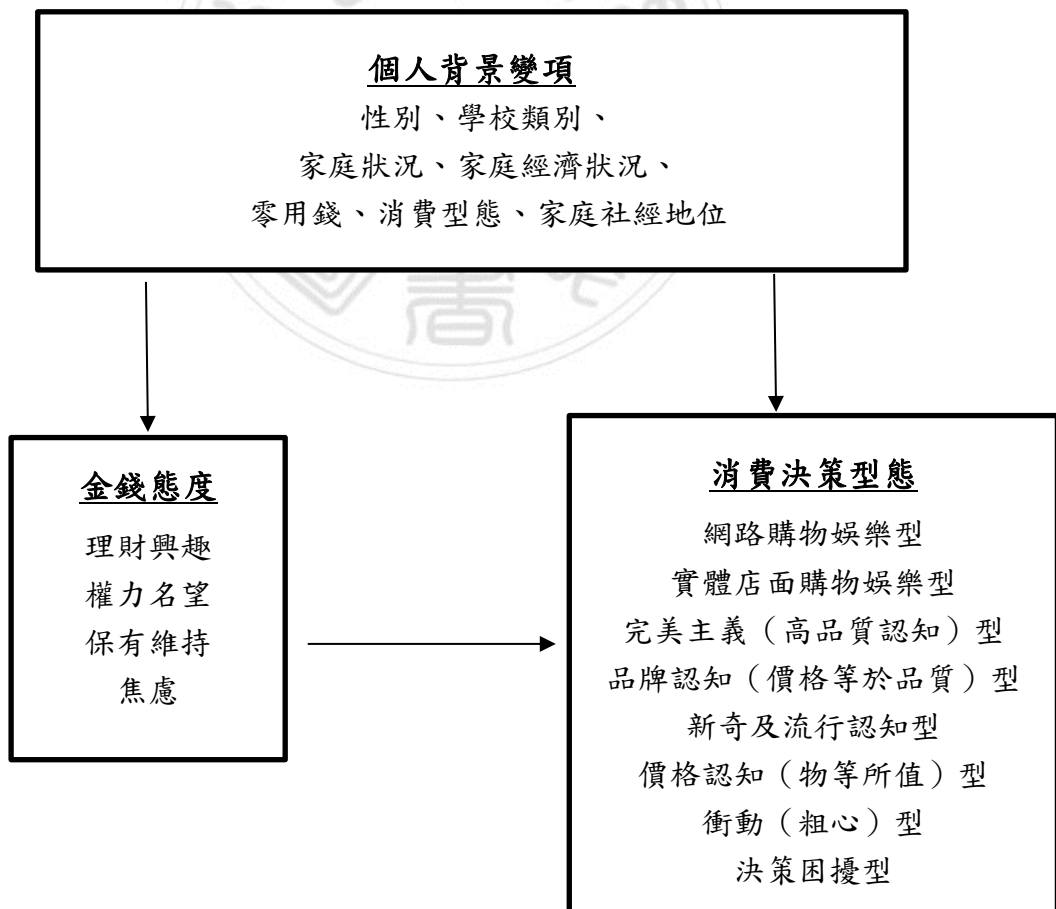 個人背景變項
性別、學校類別、
家庭狀況、家庭經濟狀況、
零用錢、消費型態、家庭社經地位
金錢態度
理財興趣
權力名望
保有維持
焦慮
消費決策型態
網路購物娛樂型
實體店面購物娛樂型
完美主義（高品質認知）型
品牌認知（價格等於品質）型
新奇及流行認知型
價格認知（物等所值）型
衝動（粗心）型
決策困擾型